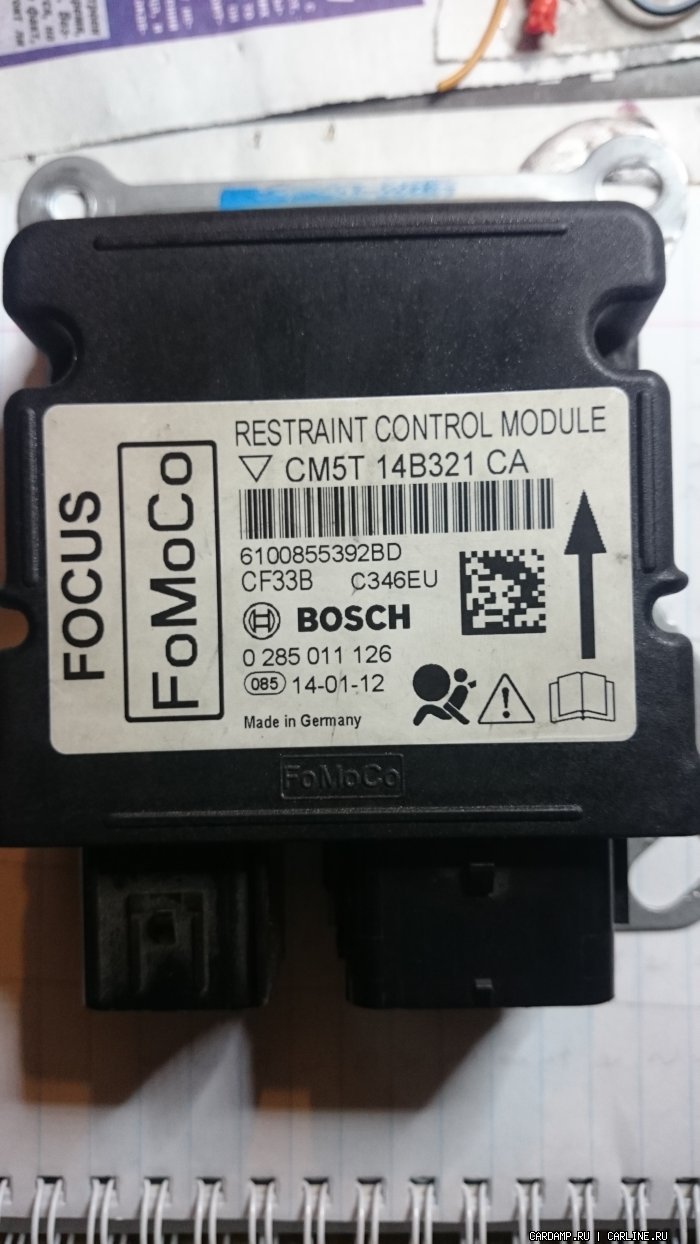 RESTRAINT CONTROL MODULE
CM5T 14B321 CA
6100855392BD
CF33B C346EU
BOSCH
0 285 011 126
085 14-01-12
Made in Germany
FOCUS
FoMoCo
FoMoCo
CARDAMP.RU | CARLINE.RU